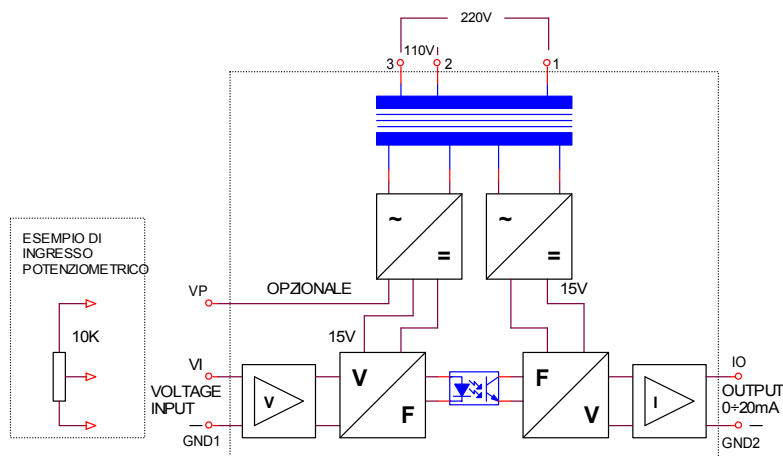 220V
110V
3
2
1
~
=
~
=
ESEMPIO DI
INGRESSO
POTENZIOMETRICO
10K
VP
OPZIONALE
15V
15V
VI
VOLTAGE
INPUT
GND1
V
V
F
F
V
I
IO
OUTPUT
0÷20mA
GND2